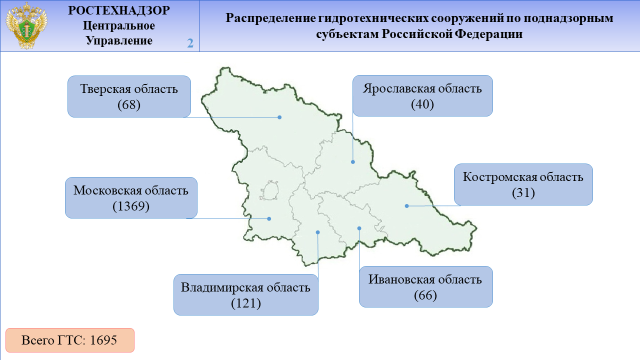 РОСТЕХНАДЗОР
Центральное
Управление
2
Распределение гидротехнических сооружений по поднадзорным
субъектам Российской Федерации
Тверская область
(68)
Ярославская область
(40)
Московская область
(1369)
Костромская область
(31)
Владимирская область
(121)
Ивановская область
(66)
Всего ГТС: 1695